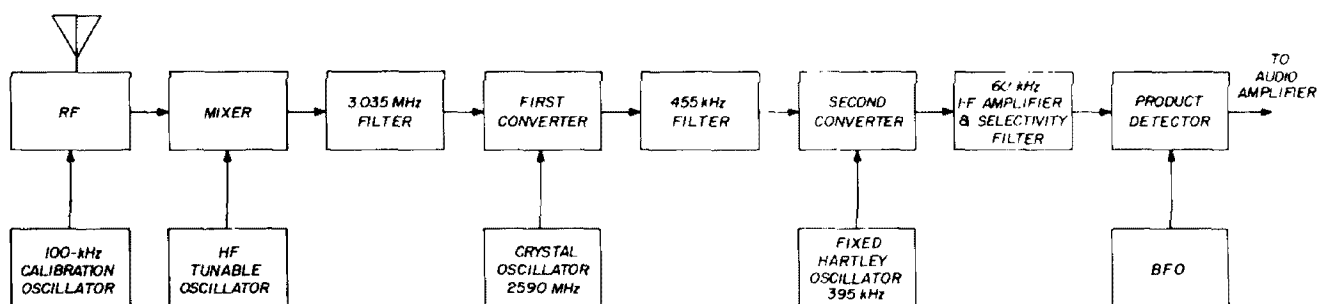 TO
AUDIO
AMPLIFIER
RF
MIXER
3.035 MHz
FILTER
FIRST
CONVERTER
455 kHz
FILTER
SECOND
CONVERTER
60 kHz
I-F AMPLIFIER
& SELECTIVITY
FILTER
PRODUCT
DETECTOR
100-kHz
CALIBRATION
OSCILLATOR
HF
TUNABLE
OSCILLATOR
CRYSTAL
OSCILLATOR
2590 MHz
FIXED
HARTLEY
OSCILLATOR
395 kHz
BFO